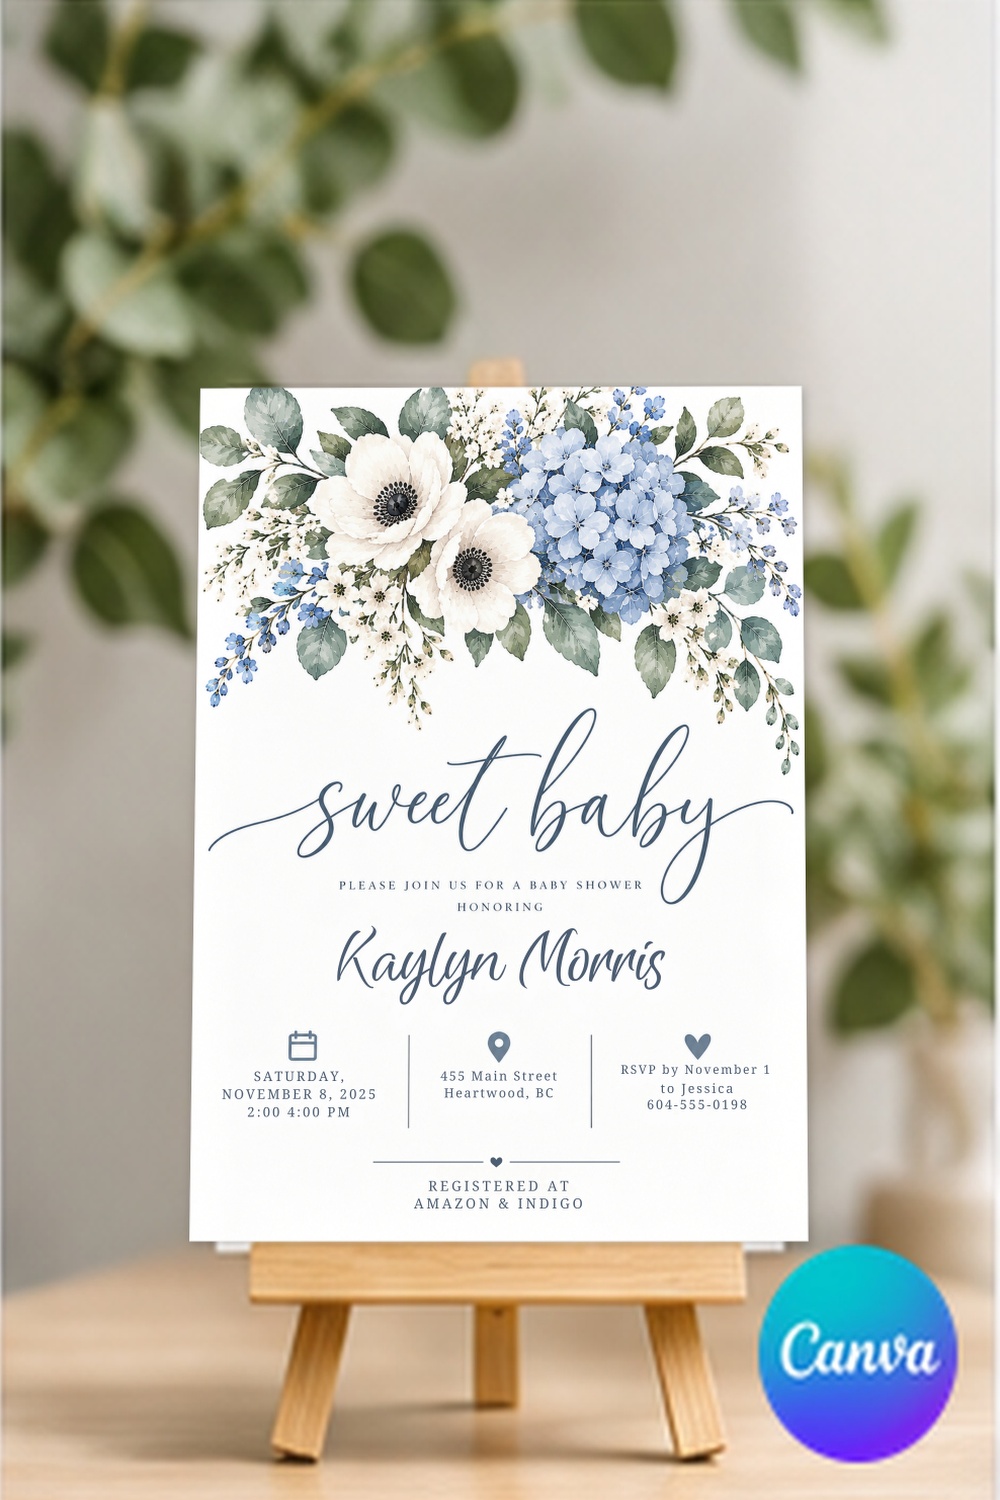 sweet baby
PLEASE JOIN US FOR A BABY SHOWER
HONORING
Kaylyn Morris
SATURDAY,
NOVEMBER 8, 2025
2:00 4:00 PM
455 Main Street
Heartwood, BC
RSVP by November 1
to Jessica
604-555-0198
REGISTERED AT
AMAZON & INDIGO
Canva